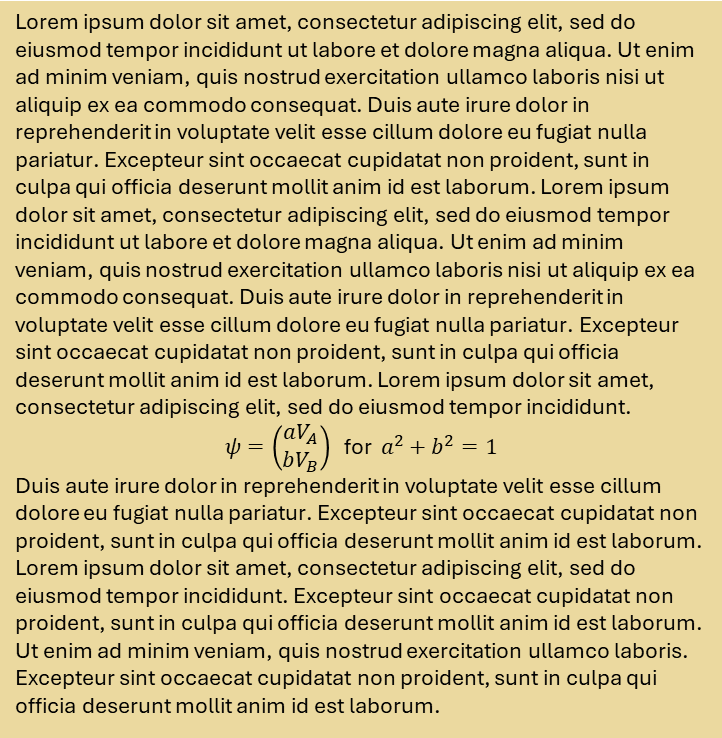 Lorem ipsum dolor sit amet, consectetur adipiscing elit, sed do
eiusmod tempor incididunt ut labore et dolore magna aliqua. Ut enim
ad minim veniam, quis nostrud exercitation ullamco laboris nisi ut
aliquip ex ea commodo consequat. Duis aute irure dolor in
reprehenderit in voluptate velit esse cillum dolore eu fugiat nulla
pariatur. Excepteur sint occaecat cupidatat non proident, sunt in
culpa qui officia deserunt mollit anim id est laborum. Lorem ipsum
dolor sit amet, consectetur adipiscing elit, sed do eiusmod tempor
incididunt ut labore et dolore magna aliqua. Ut enim ad minim
veniam, quis nostrud exercitation ullamco laboris nisi ut aliquip ex ea
commodo consequat. Duis aute irure dolor in reprehenderit in
voluptate velit esse cillum dolore eu fugiat nulla pariatur. Excepteur
sint occaecat cupidatat non proident, sunt in culpa qui officia
deserunt mollit anim id est laborum. Lorem ipsum dolor sit amet,
consectetur adipiscing elit, sed do eiusmod tempor incididunt.
$\psi = \begin{pmatrix} aV_A \\ bV_B \end{pmatrix}$ for $a^2 + b^2 = 1$
Duis aute irure dolor in reprehenderit in voluptate velit esse cillum
dolore eu fugiat nulla pariatur. Excepteur sint occaecat cupidatat non
proident, sunt in culpa qui officia deserunt mollit anim id est laborum.
Lorem ipsum dolor sit amet, consectetur adipiscing elit, sed do
eiusmod tempor incididunt. Excepteur sint occaecat cupidatat non
proident, sunt in culpa qui officia deserunt mollit anim id est laborum.
Ut enim ad minim veniam, quis nostrud exercitation ullamco laboris.
Excepteur sint occaecat cupidatat non proident, sunt in culpa qui
officia deserunt mollit anim id est laborum.